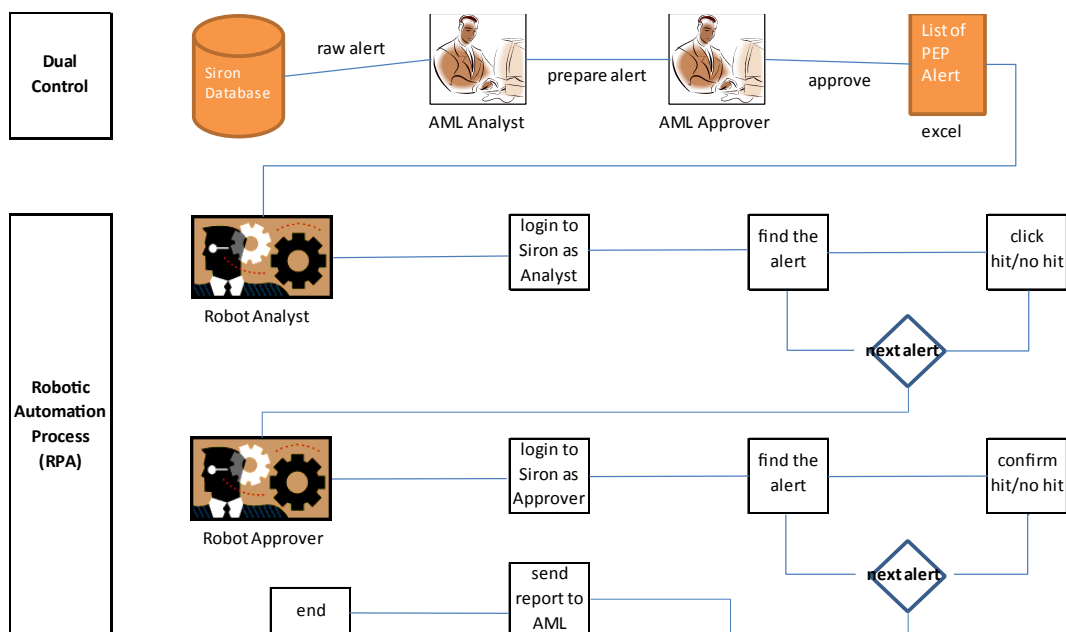 Dual
Control
Siron
Database
raw alert
AML Analyst
prepare alert
AML Approver
approve
List of
PEP
Alert
excel
Robotic
Automation
Process
(RPA)
Robot Analyst
login to
Siron as
Analyst
find the
alert
click
hit/no hit
next alert
Robot Approver
login to
Siron as
Approver
find the
alert
confirm
hit/no hit
next alert
send
report to
AML
end